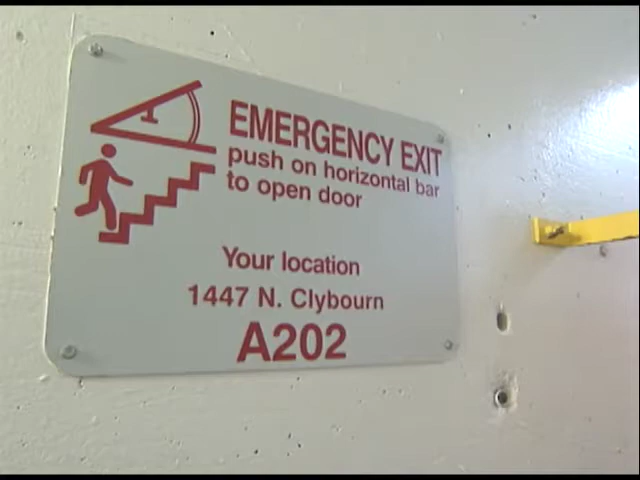 EMERGENCY EXIT
push on horizontal bar
to open door
Your location
1447 N. Clybourn
A202